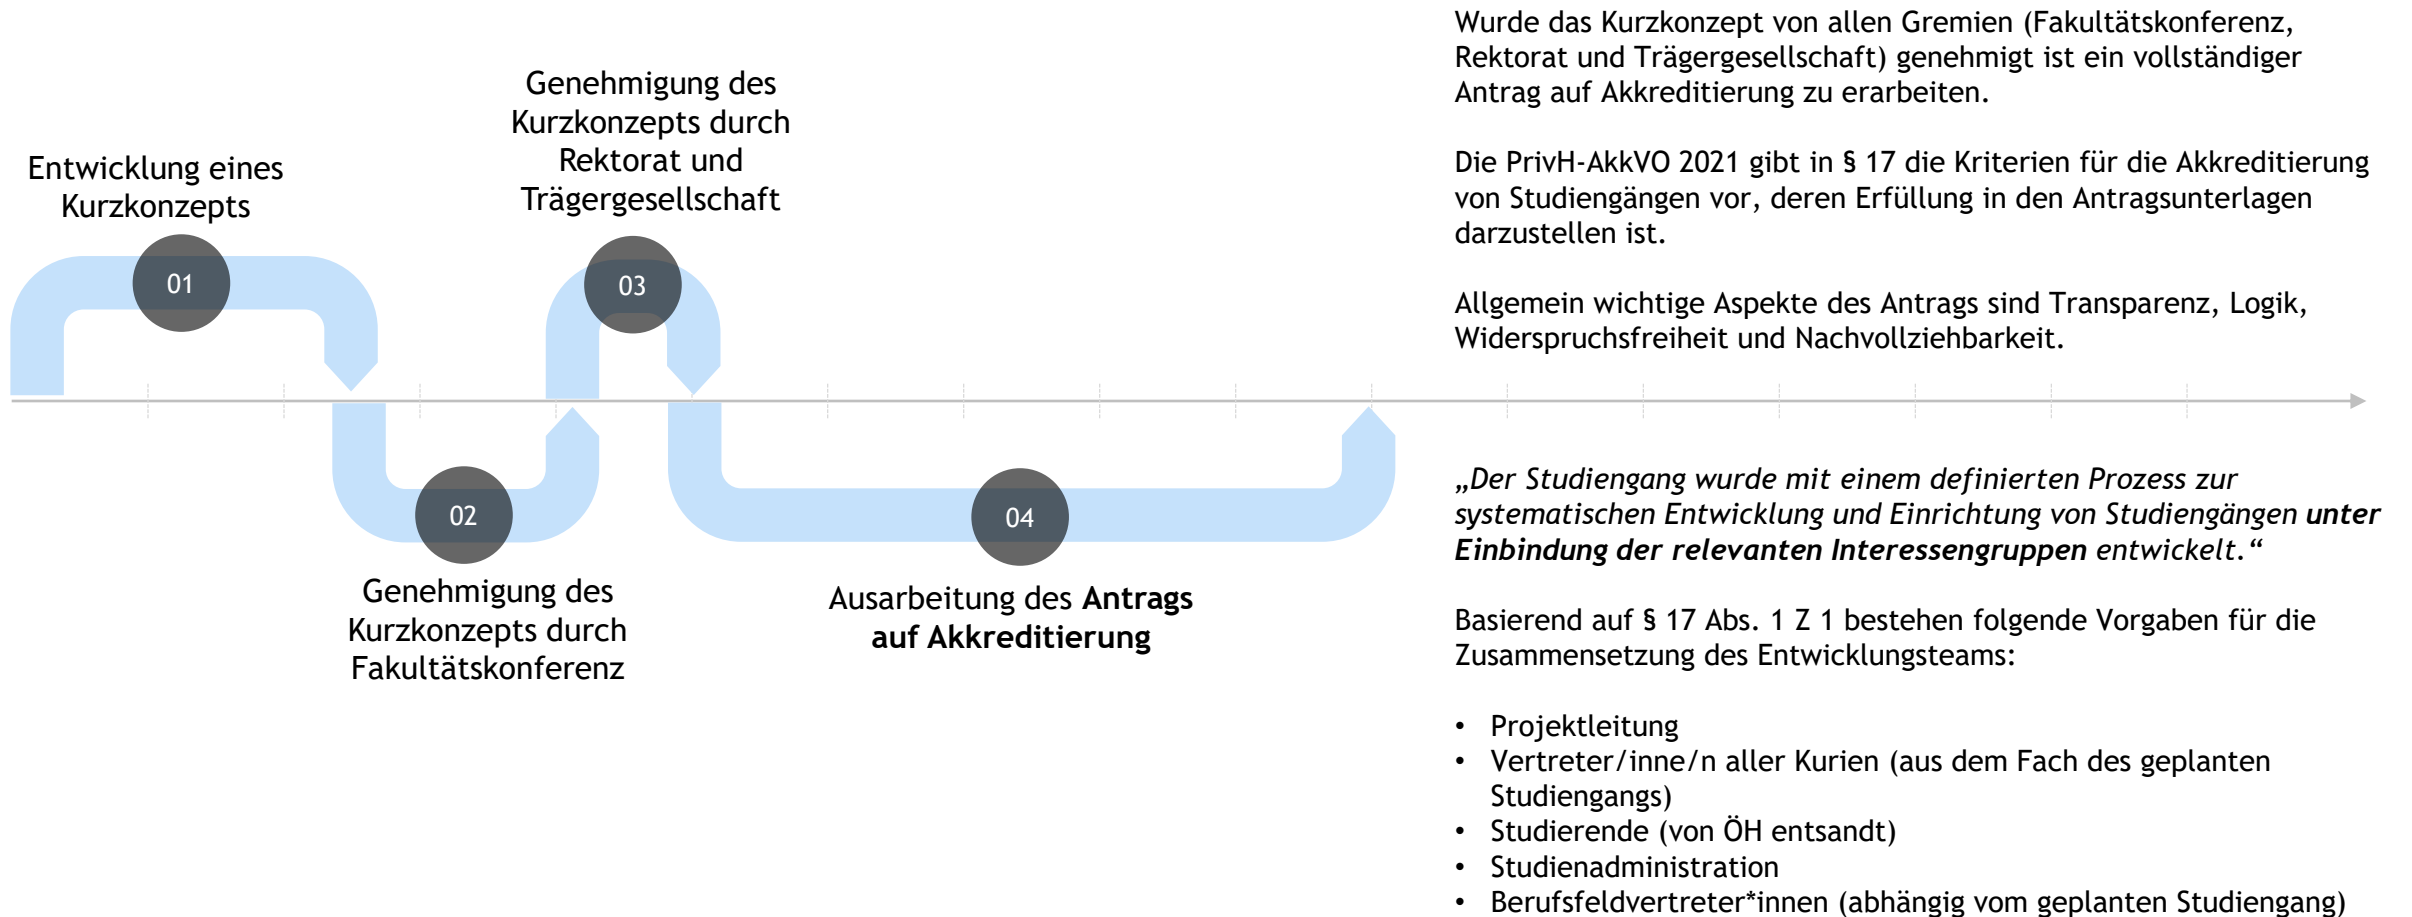 Entwicklung eines
Kurzkonzepts
01
Genehmigung des
Kurzkonzepts durch
Fakultätskonferenz
02
Genehmigung des
Kurzkonzepts durch
Rektorat und
Trägergesellschaft
03
Ausarbeitung des Antrags
auf Akkreditierung
04
Wurde das Kurzkonzept von allen Gremien (Fakultätskonferenz,
Rektorat und Trägergesellschaft) genehmigt ist ein vollständiger
Antrag auf Akkreditierung zu erarbeiten.
Die PrivH-AkkVO 2021 gibt in § 17 die Kriterien für die Akkreditierung
von Studiengängen vor, deren Erfüllung in den Antragsunterlagen
darzustellen ist.
Allgemein wichtige Aspekte des Antrags sind Transparenz, Logik,
Widerspruchsfreiheit und Nachvollziehbarkeit.
„Der Studiengang wurde mit einem definierten Prozess zur
systematischen Entwicklung und Einrichtung von Studiengängen unter
Einbindung der relevanten Interessengruppen entwickelt.“
Basierend auf § 17 Abs. 1 Z 1 bestehen folgende Vorgaben für die
Zusammensetzung des Entwicklungsteams:
• Projektleitung
• Vertreter/inne/n aller Kurien (aus dem Fach des geplanten
Studiengangs)
• Studierende (von ÖH entsandt)
• Studienadministration
• Berufsfeldvertreter*innen (abhängig vom geplanten Studiengang)